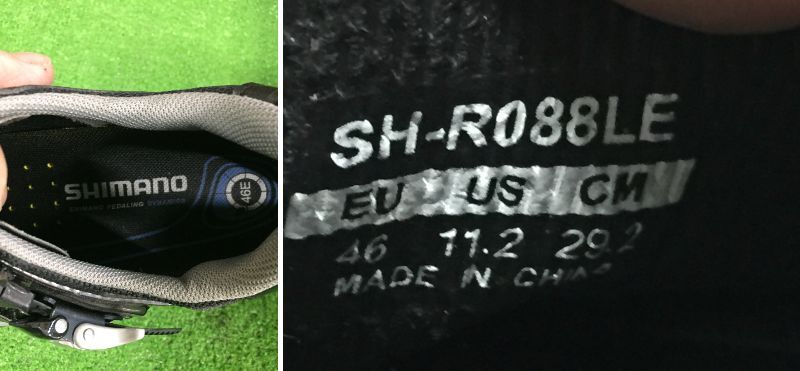 SHIMANO
SHIMANO PEDALING DYNAMICS
46E
SH-R088LE
EU US CM
46 11.2 29.2
MADE IN CHINA